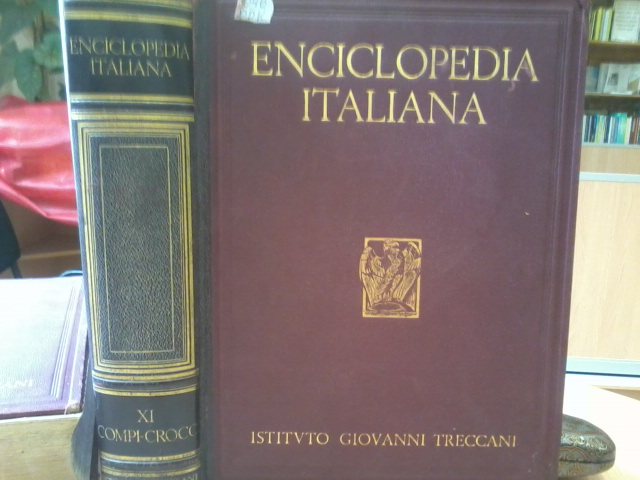 ENCICLOPEDIA
ITALIANA
XI
COMPI-CROCC
ENCICLOPEDIA
ITALIANA
ISTITVTO GIOVANNI TRECCANI